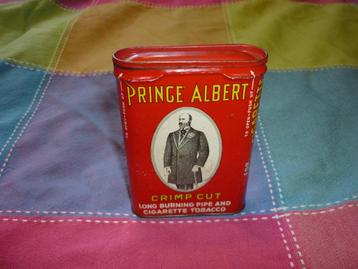 PRINCE ALBERT
CRIMP CUT
LONG BURNING PIPE AND
CIGARETTE TOBACCO